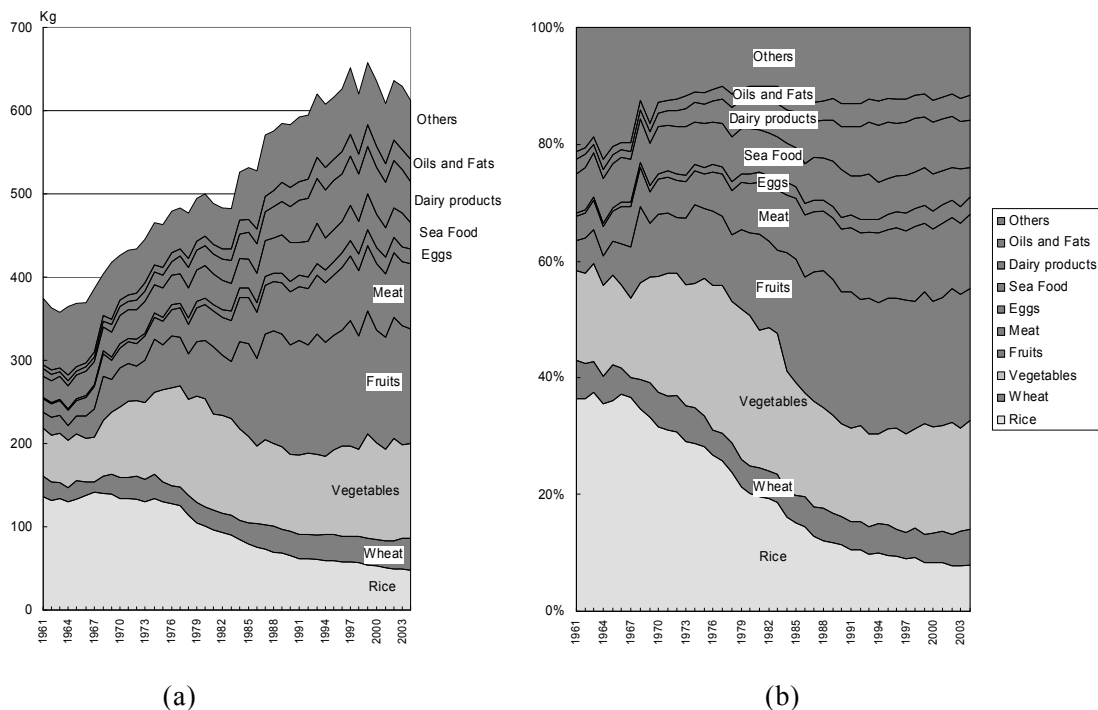 Kg
700
600
500
400
300
200
100
0
Others
Oils and Fats
Dairy products
Sea Food
Eggs
Meat
Fruits
Vegetables
Wheat
Rice
1961
1964
1967
1970
1973
1976
1979
1982
1985
1988
1991
1994
1997
2000
2003
(a)
100%
80%
60%
40%
20%
0%
Others
Oils and Fats
Dairy products
Sea Food
Eggs
Meat
Fruits
Vegetables
Wheat
Rice
1961
1964
1967
1970
1973
1976
1979
1982
1985
1988
1991
1994
1997
2000
2003
(b)
Others
Oils and Fats
Dairy products
Sea Food
Eggs
Meat
Fruits
Vegetables
Wheat
Rice